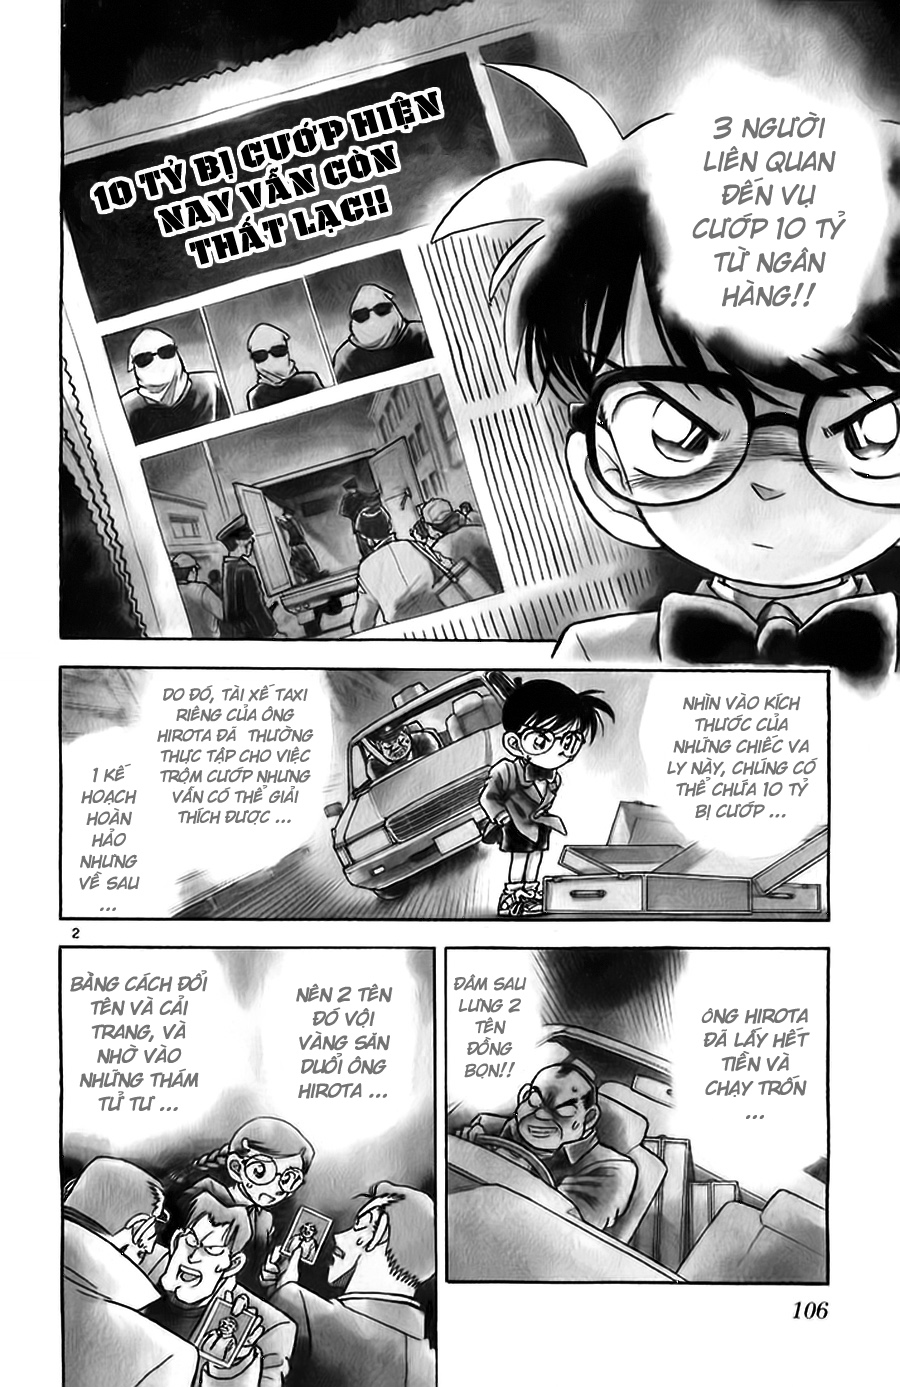 3 NGƯỜI
LIÊN QUAN
ĐẾN VỤ
CƯỚP 10 TỶ
TỪ NGÂN
HÀNG!!
10 TỶ BỊ CƯỚP HIỆN
NAY VẪN CÒN
THẤT LẠC!!
NHÌN VÀO KÍCH
THƯỚC CỦA
NHỮNG CHIẾC VA
LY NÀY, CHÚNG CÓ
THỂ CHỨA 10 TỶ
BỊ CƯỚP ...
DO ĐÓ, TÀI XẾ TAXI
RIÊNG CỦA ÔNG
HIROTA ĐÃ THƯỜNG
THỰC TẬP CHO VIỆC
TRỘM CƯỚP NHƯNG
VẪN CÓ THỂ GIẢI
THÍCH ĐƯỢC ...
1 KẾ
HOẠCH
HOÀN
HẢO
NHƯNG
VỀ SAU
...
2
ÔNG HIROTA
ĐÃ LẤY HẾT
TIỀN VÀ
CHẠY TRỐN
...
ĐÂM SAU
LƯNG 2
TÊN
ĐỒNG
BỌN!!
NÊN 2 TÊN
ĐÓ VỘI
VÀNG SĂN
ĐUỔI ÔNG
HIROTA ...
BẰNG CÁCH ĐỔI
TÊN VÀ CẢI
TRANG, VÀ
NHỜ VÀO
NHỮNG THÁM
TỬ TƯ ...
106